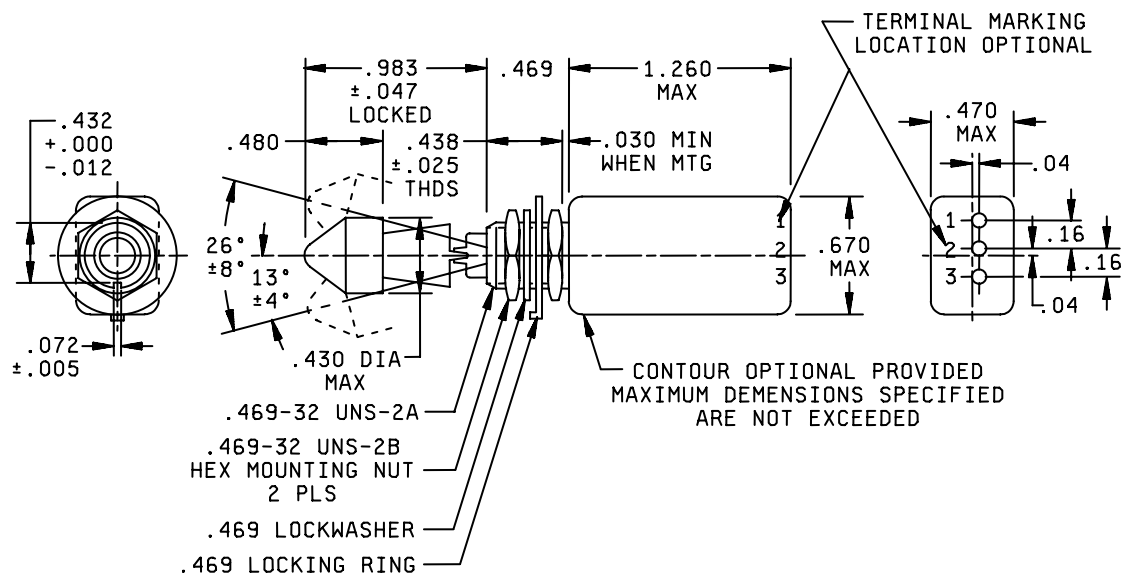 TERMINAL MARKING
LOCATION OPTIONAL
.983
±.047
LOCKED
.469
1.260
MAX
.470
MAX
.432
+.000
-.012
.480
.438
±.025
THDS
.030 MIN
WHEN MTG
.04
1
2
3
.670
MAX
1
2
3
.16
.16
.04
26°
±8°
13°
±4°
.072
±.005
.430 DIA
MAX
CONTOUR OPTIONAL PROVIDED
MAXIMUM DEMENSIONS SPECIFIED
ARE NOT EXCEEDED
.469-32 UNS-2A
.469-32 UNS-2B
HEX MOUNTING NUT
2 PLS
.469 LOCKWASHER
.469 LOCKING RING